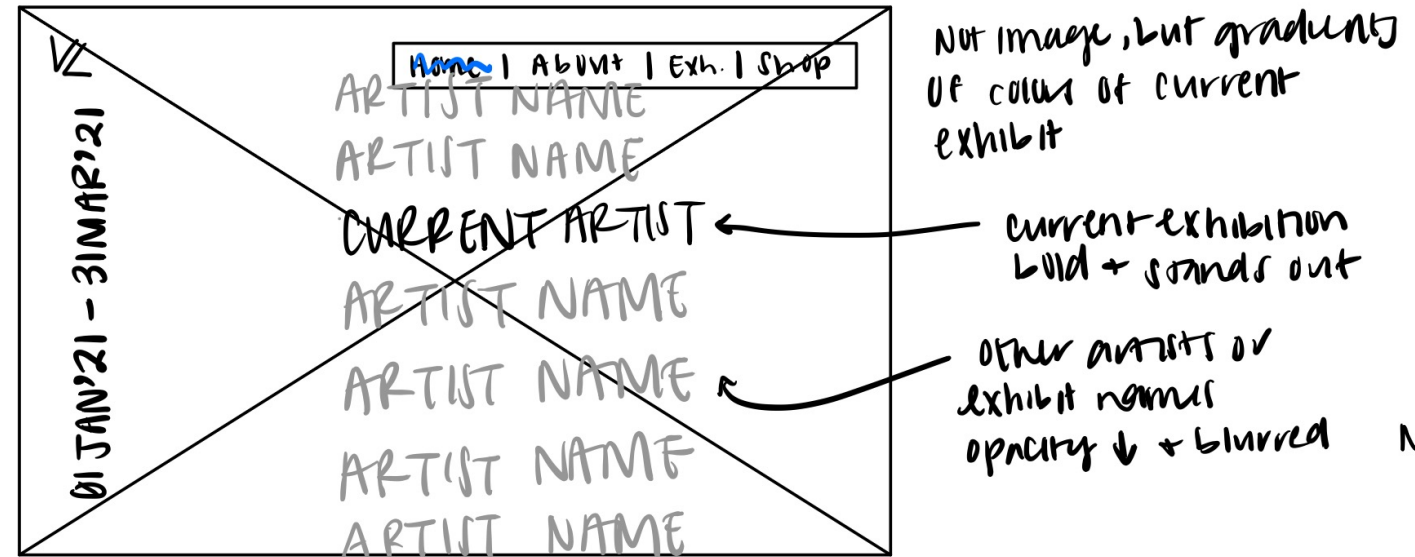 VL
Home | About | Exh. | Shop
01 JAN'21 - 31MAR'21
ARTIST NAME
ARTIST NAME
CURRENT ARTIST
ARTIST NAME
ARTIST NAME
ARTIST NAME
ARTIST NAME
Not image, but gradients
of colors of current
exhibit
current exhibition
bold + stands out
other artists or
exhibit names
opacity ↓ + blurred